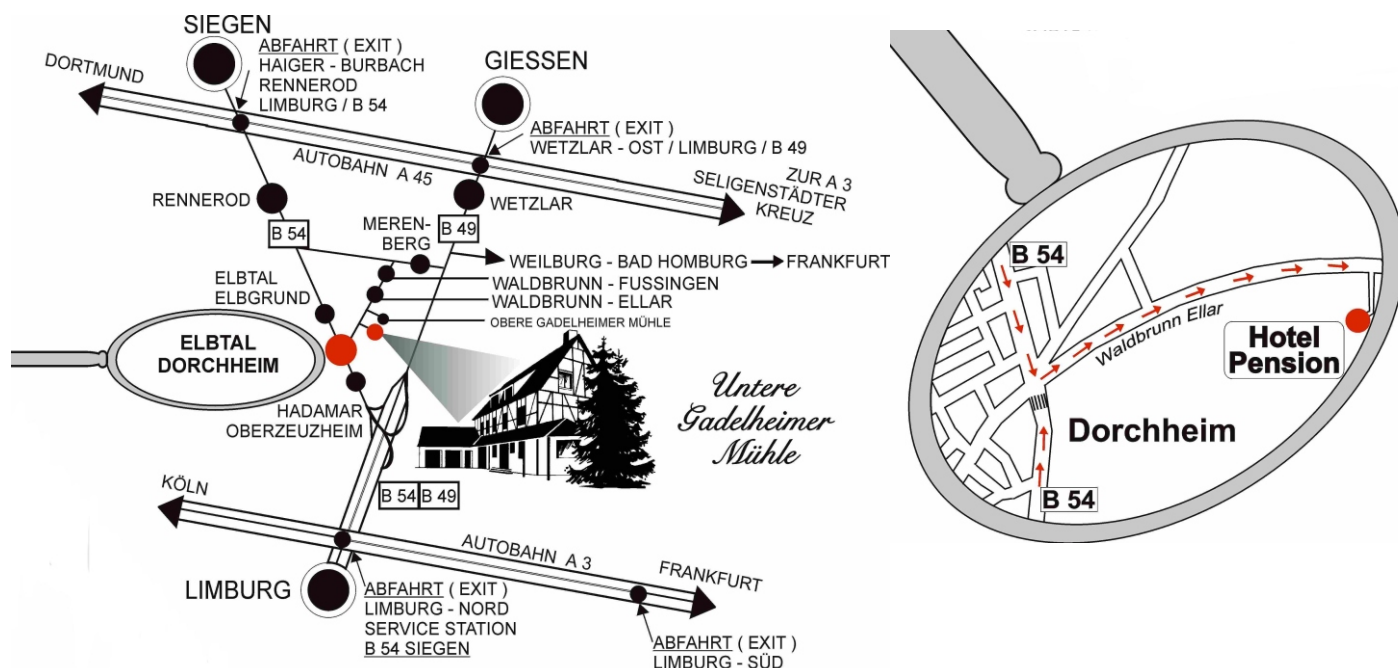 SIEGEN
ABFAHRT ( EXIT )
HAIGER - BURBACH
RENNEROD
LIMBURG / B 54
DORTMUND
GIESSEN
ABFAHRT ( EXIT )
WETZLAR - OST / LIMBURG / B 49
AUTOBAHN A 45
ZUR A 3
SELIGENSTÄDTER
KREUZ
RENNEROD
WETZLAR
B 54
MEREN-
BERG
B 49
WEILBURG - BAD HOMBURG
FRANKFURT
WALDBRUNN - FUSSINGEN
WALDBRUNN - ELLAR
OBERE GADELHEIMER MÜHLE
ELBTAL
ELBGRUND
ELBTAL
DORCHHEIM
HADAMAR
OBERZEUZHEIM
Untere
Gadelheimer
Mühle
B 54
B 49
KÖLN
AUTOBAHN A 3
FRANKFURT
LIMBURG
ABFAHRT ( EXIT )
LIMBURG - NORD
SERVICE STATION
B 54 SIEGEN
ABFAHRT ( EXIT )
LIMBURG - SÜD
B 54
Waldbrunn Ellar
Hotel
Pension
Dorchheim
B 54